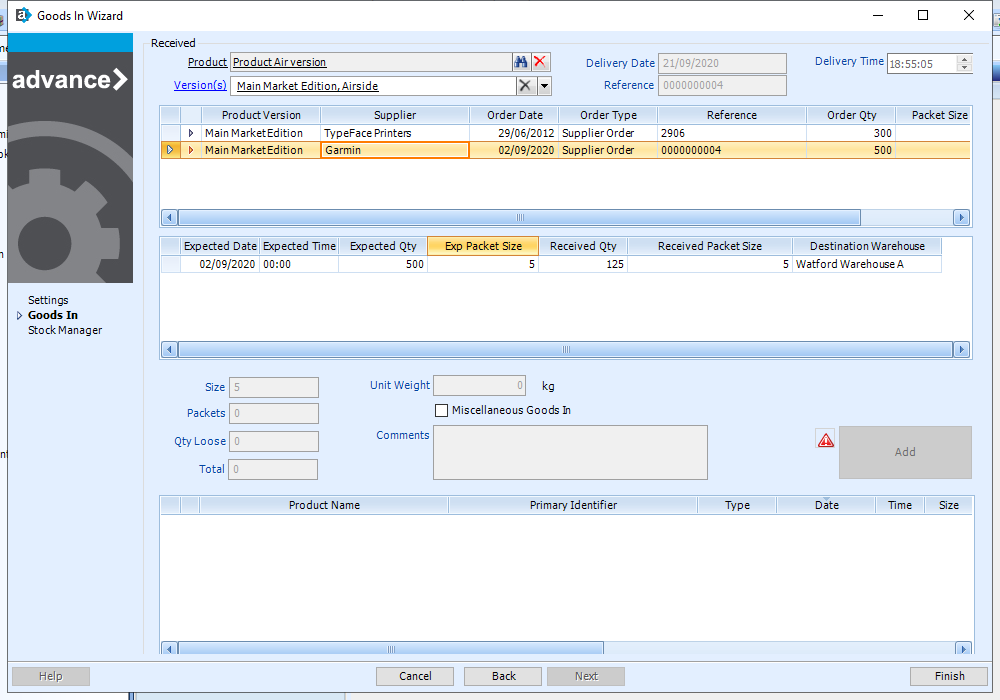 Goods In Wizard
advance
Settings
Goods In
Stock Manager
Received
Product Product Air version
Version(s) Main Market Edition, Airside
Delivery Date 21/09/2020
Reference 0000000004
Delivery Time 18:55:05
Product Version Supplier Order Date Order Type Reference Order Qty Packet Size
Main Market Edition TypeFace Printers 29/06/2012 Supplier Order 2906 300
Main Market Edition Garmin 02/09/2020 Supplier Order 0000000004 500
Expected Date Expected Time Expected Qty Exp Packet Size Received Qty Received Packet Size Destination Warehouse
02/09/2020 00:00 500 5 125 5 Watford Warehouse A
Size 5
Packets 0
Qty Loose 0
Total 0
Unit Weight 0 kg
Miscellaneous Goods In
Comments
Add
Product Name Primary Identifier Type Date Time Size
Help Cancel Back Next Finish